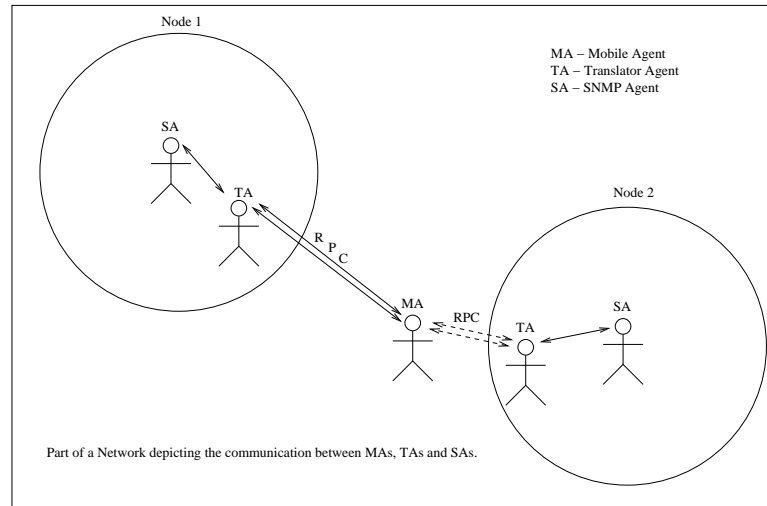 Node 1
MA – Mobile Agent
TA – Translator Agent
SA – SNMP Agent
SA
TA
Node 2
R P C
MA
RPC
TA
SA
Part of a Network depicting the communication between MAs, TAs and SAs.